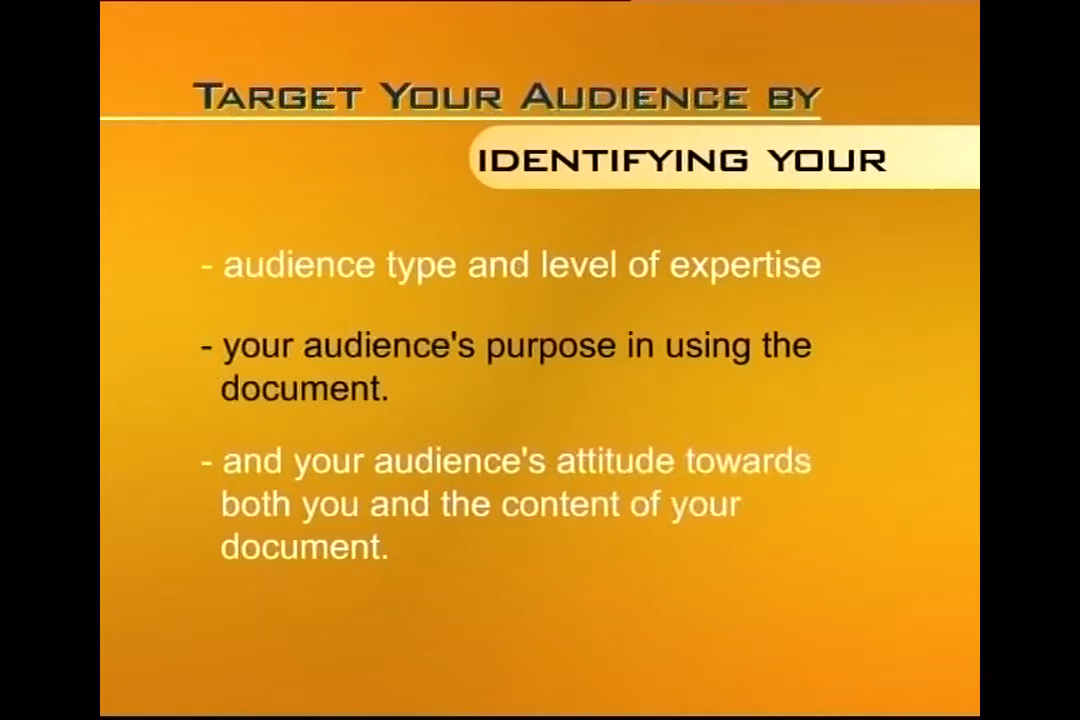 TARGET YOUR AUDIENCE BY
IDENTIFYING YOUR
- audience type and level of expertise
- your audience's purpose in using the
document.
- and your audience's attitude towards
both you and the content of your
document.